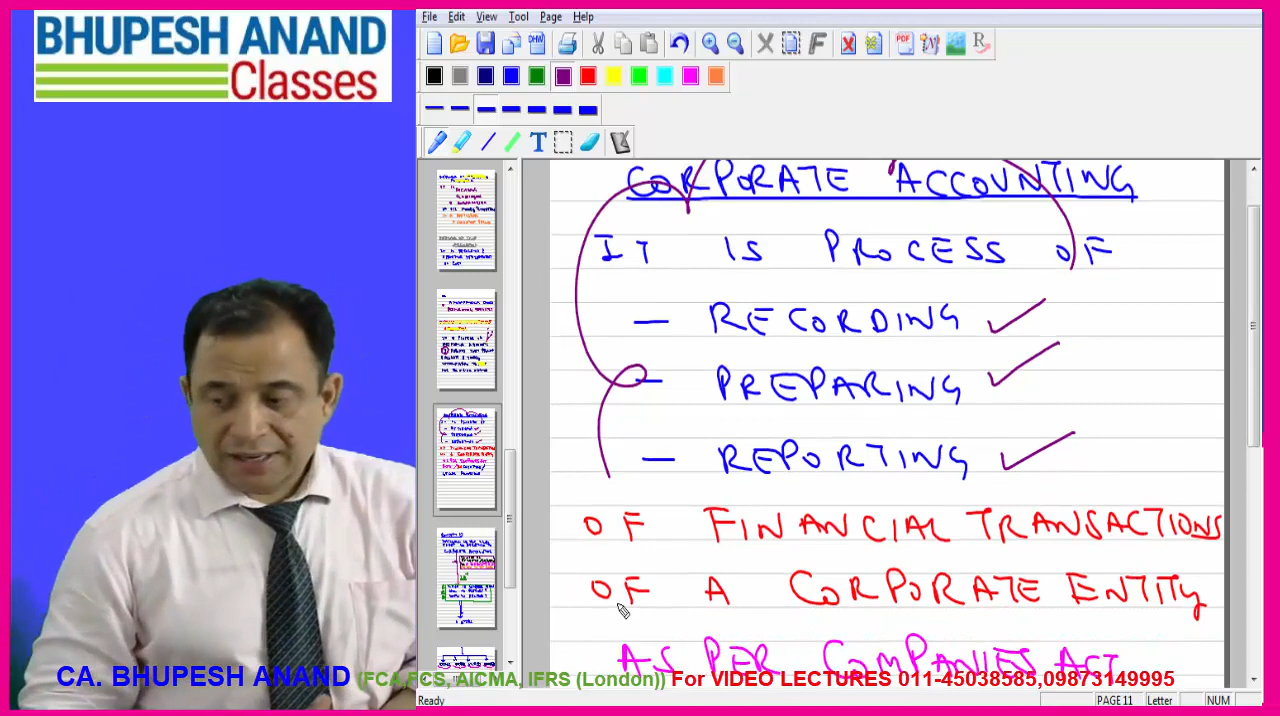 BHUPESH ANAND
Classes
File Edit View Tool Page Help
DHW
PDF
CORPORATE ACCOUNTING
IT IS PROCESS OF
— RECORDING ✓
— PREPARING ✓
— REPORTING ✓
OF FINANCIAL TRANSACTIONS
OF A CORPORATE ENTITY
AS PER COMPANIES ACT
CA. BHUPESH ANAND (FCA,FCS, AICMA, IFRS (London)) For VIDEO LECTURES 011-45038585,09873149995
Ready PAGE 11 Letter NUM